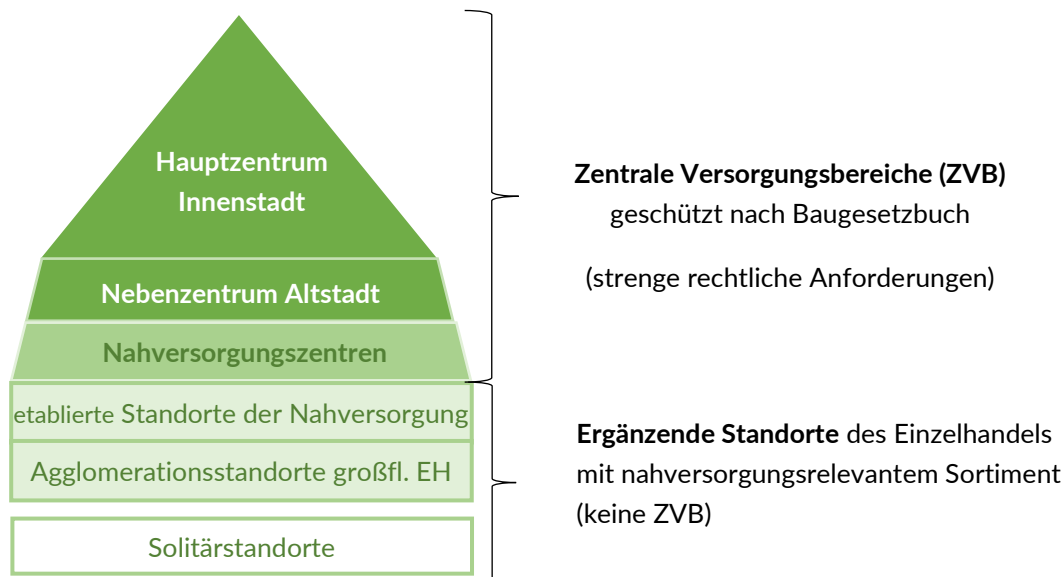 Hauptzentrum
Innenstadt
Nebenzentrum Altstadt
Nahversorgungszentren
etablierte Standorte der Nahversorgung
Agglomerationsstandorte großfl. EH
Solitärstandorte
Zentrale Versorgungsbereiche (ZVB)
geschützt nach Baugesetzbuch
(strenge rechtliche Anforderungen)
Ergänzende Standorte des Einzelhandels
mit nahversorgungsrelevantem Sortiment
(keine ZVB)